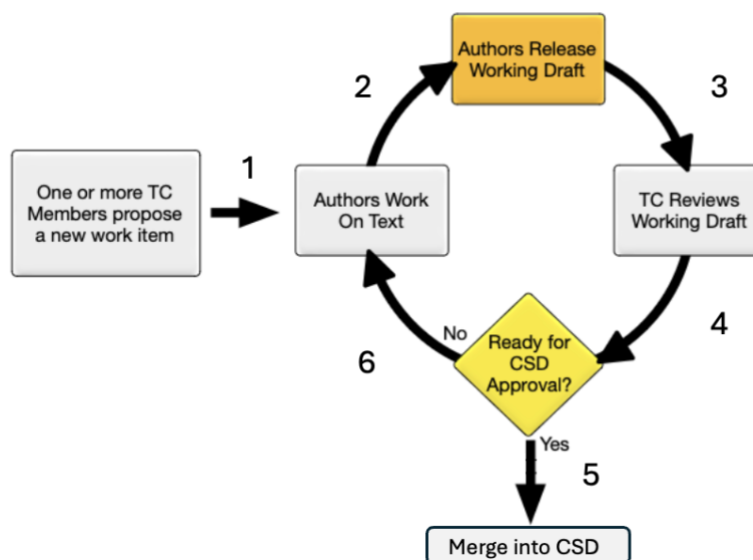 Authors Release
Working Draft
2
3
1
One or more TC
Members propose
a new work item
Authors Work
On Text
TC Reviews
Working Draft
4
No
6
Ready for
CSD
Approval?
Yes
5
Merge into CSD